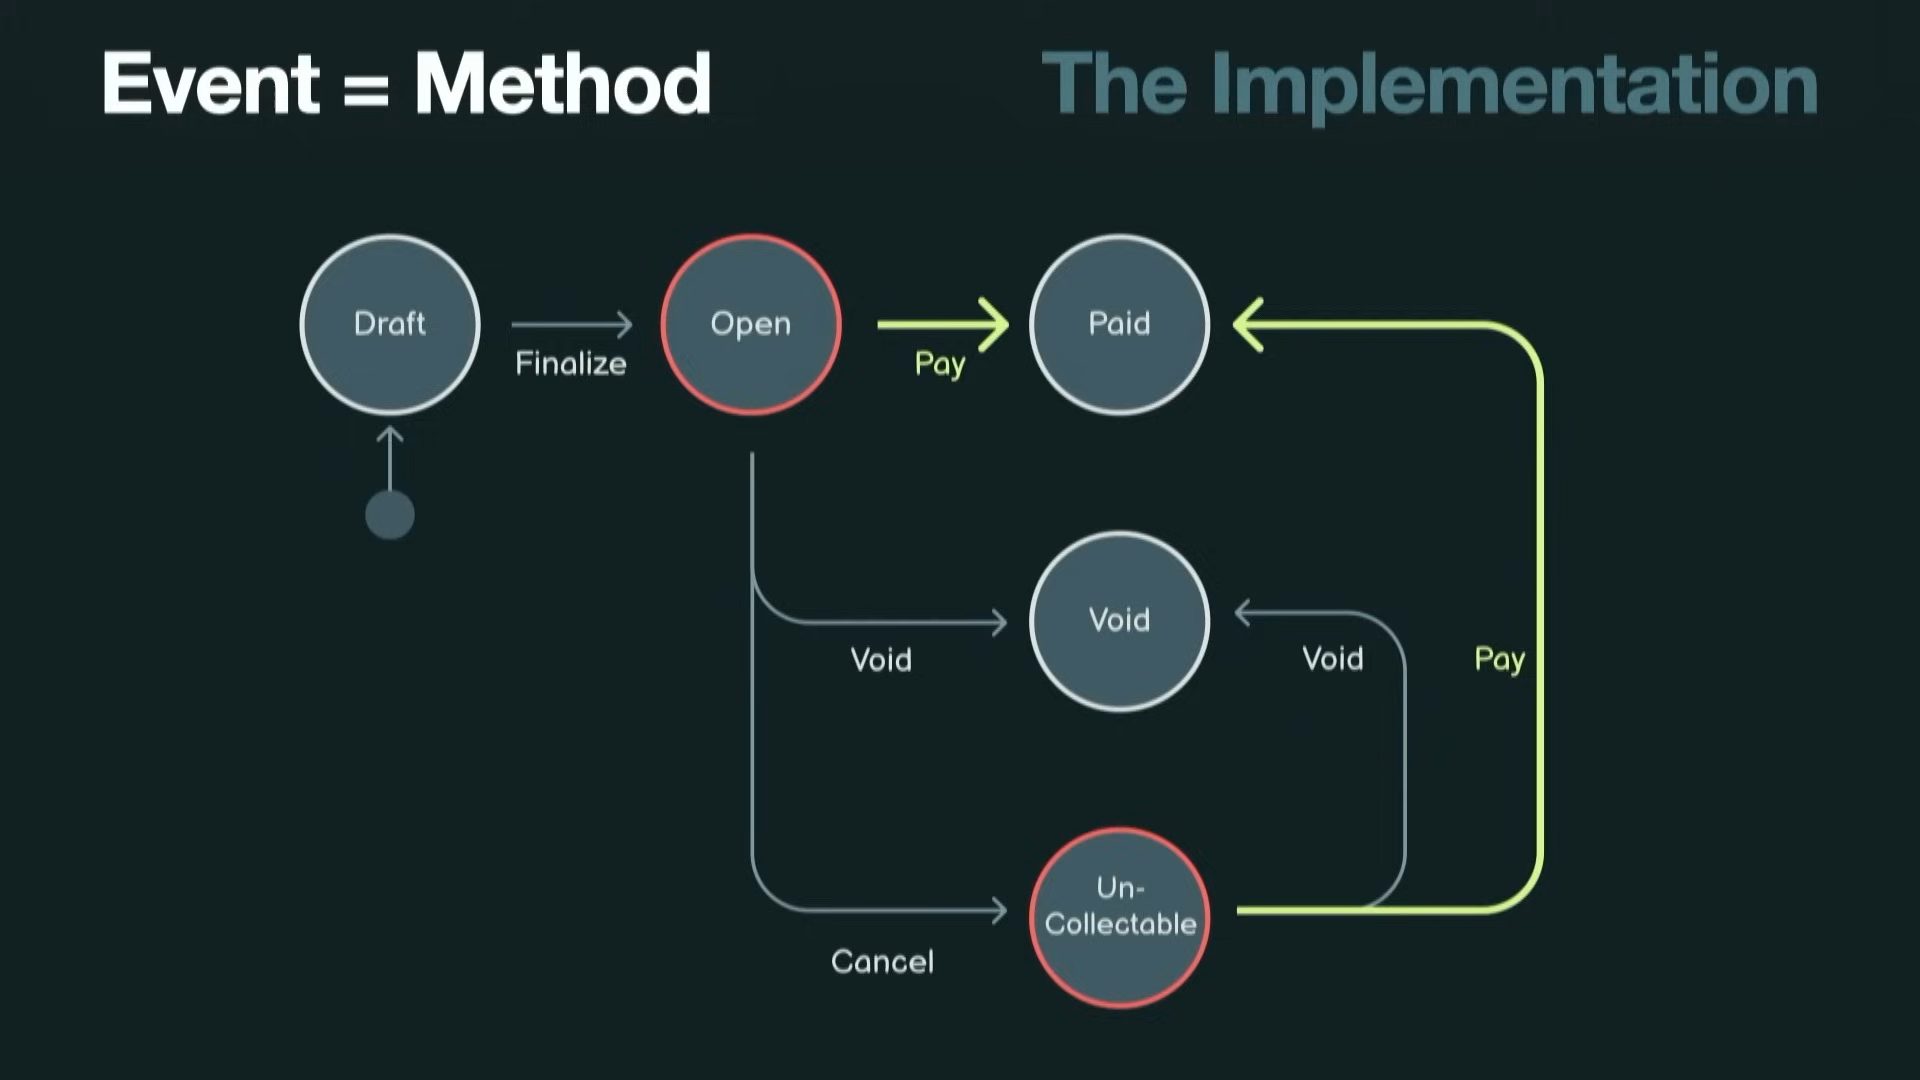 Event = Method
The Implementation
Draft
Finalize
Open
Pay
Paid
Void
Void
Void
Pay
Un-
Collectable
Cancel